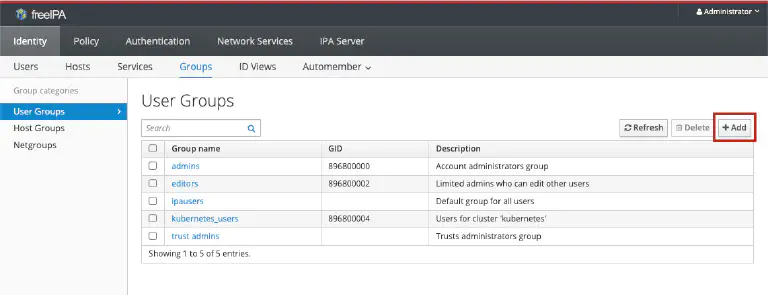 freeIPA Administrator
Identity Policy Authentication Network Services IPA Server
Users Hosts Services Groups ID Views Automember
Group categories
User Groups
Host Groups
Netgroups
User Groups
Search Refresh Delete + Add
Group name GID Description
admins 896800000 Account administrators group
editors 896800002 Limited admins who can edit other users
ipausers Default group for all users
kubernetes_users 896800004 Users for cluster 'kubernetes'
trust admins Trusts administrators group
Showing 1 to 5 of 5 entries.